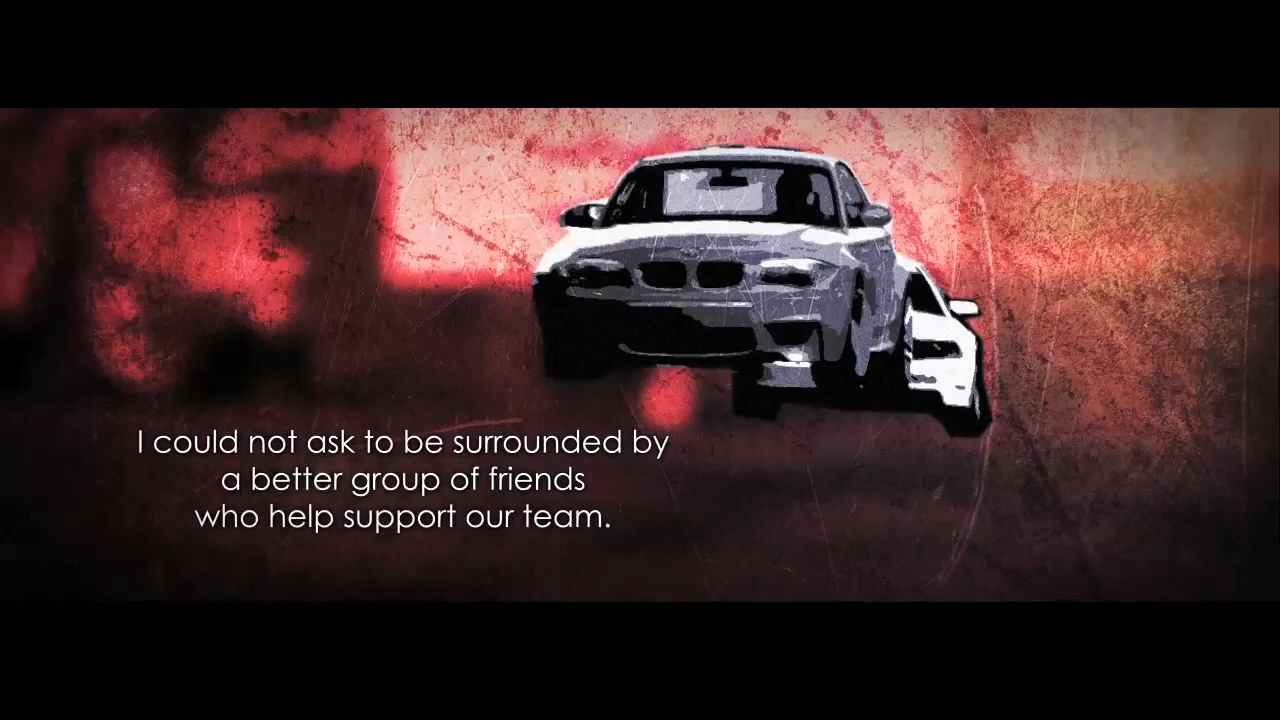 I could not ask to be surrounded by
a better group of friends
who help support our team.